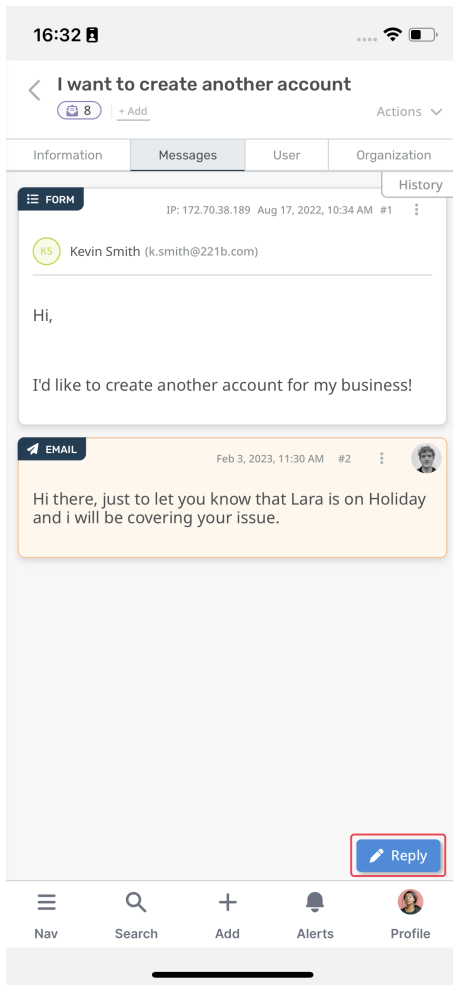 16:32
I want to create another account
8
+ Add
Actions
Information
Messages
User
Organization
History
FORM
IP: 172.70.38.189 Aug 17, 2022, 10:34 AM #1
KS
Kevin Smith (k.smith@221b.com)
Hi,
I'd like to create another account for my business!
EMAIL
Feb 3, 2023, 11:30 AM #2
Hi there, just to let you know that Lara is on Holiday
and i will be covering your issue.
Reply
Nav
Search
Add
Alerts
Profile